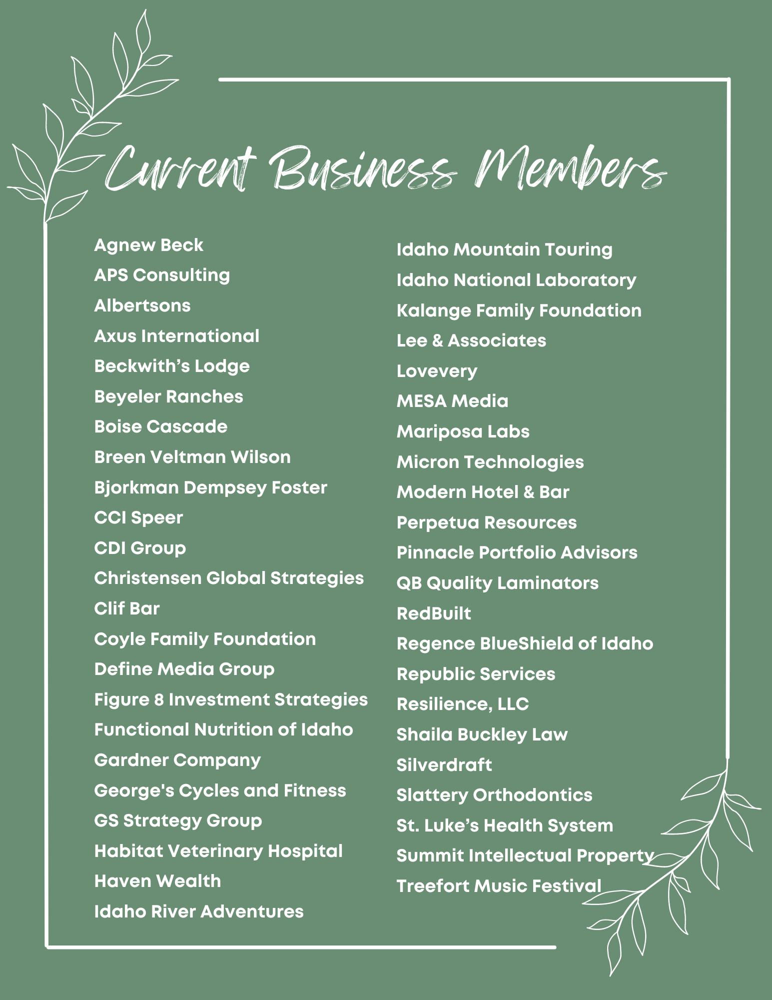 Current Business Members
Agnew Beck
APS Consulting
Albertsons
Axus International
Beckwith’s Lodge
Beyeler Ranches
Boise Cascade
Breen Veltman Wilson
Bjorkman Dempsey Foster
CCI Speer
CDI Group
Christensen Global Strategies
Clif Bar
Coyle Family Foundation
Define Media Group
Figure 8 Investment Strategies
Functional Nutrition of Idaho
Gardner Company
George's Cycles and Fitness
GS Strategy Group
Habitat Veterinary Hospital
Haven Wealth
Idaho River Adventures
Idaho Mountain Touring
Idaho National Laboratory
Kalange Family Foundation
Lee & Associates
Lovevery
MESA Media
Mariposa Labs
Micron Technologies
Modern Hotel & Bar
Perpetua Resources
Pinnacle Portfolio Advisors
QB Quality Laminators
RedBuilt
Regence BlueShield of Idaho
Republic Services
Resilience, LLC
Shaila Buckley Law
Silverdraft
Slattery Orthodontics
St. Luke’s Health System
Summit Intellectual Property
Treefort Music Festival